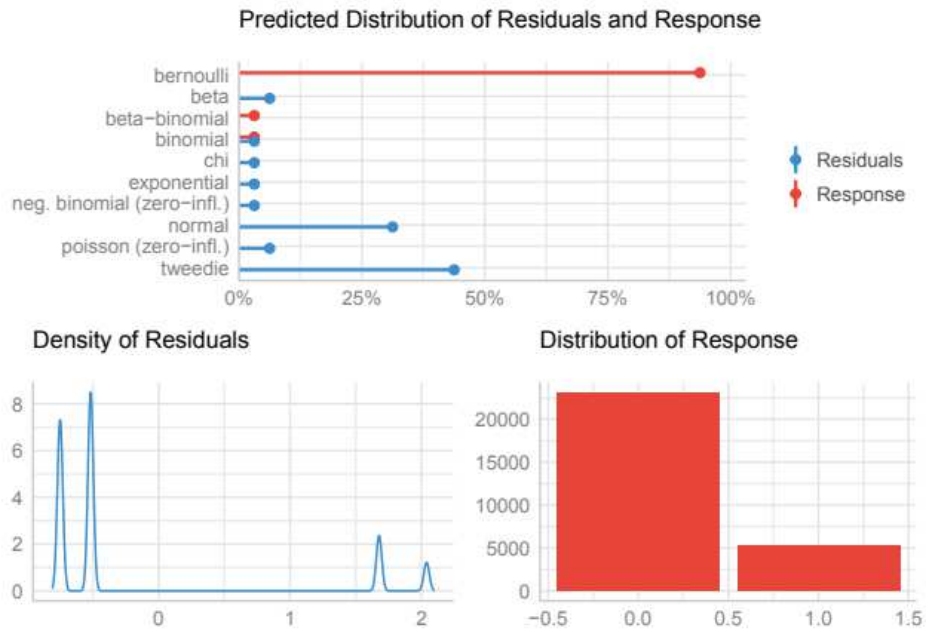 Predicted Distribution of Residuals and Response
bernoulli
beta
beta−binomial
binomial
chi
exponential
neg. binomial (zero−infl.)
normal
poisson (zero−infl.)
tweedie
0% 25% 50% 75% 100%
Residuals
Response
Density of Residuals
8
6
4
2
0
0 1 2
Distribution of Response
20000
15000
10000
5000
0
−0.5 0.0 0.5 1.0 1.5